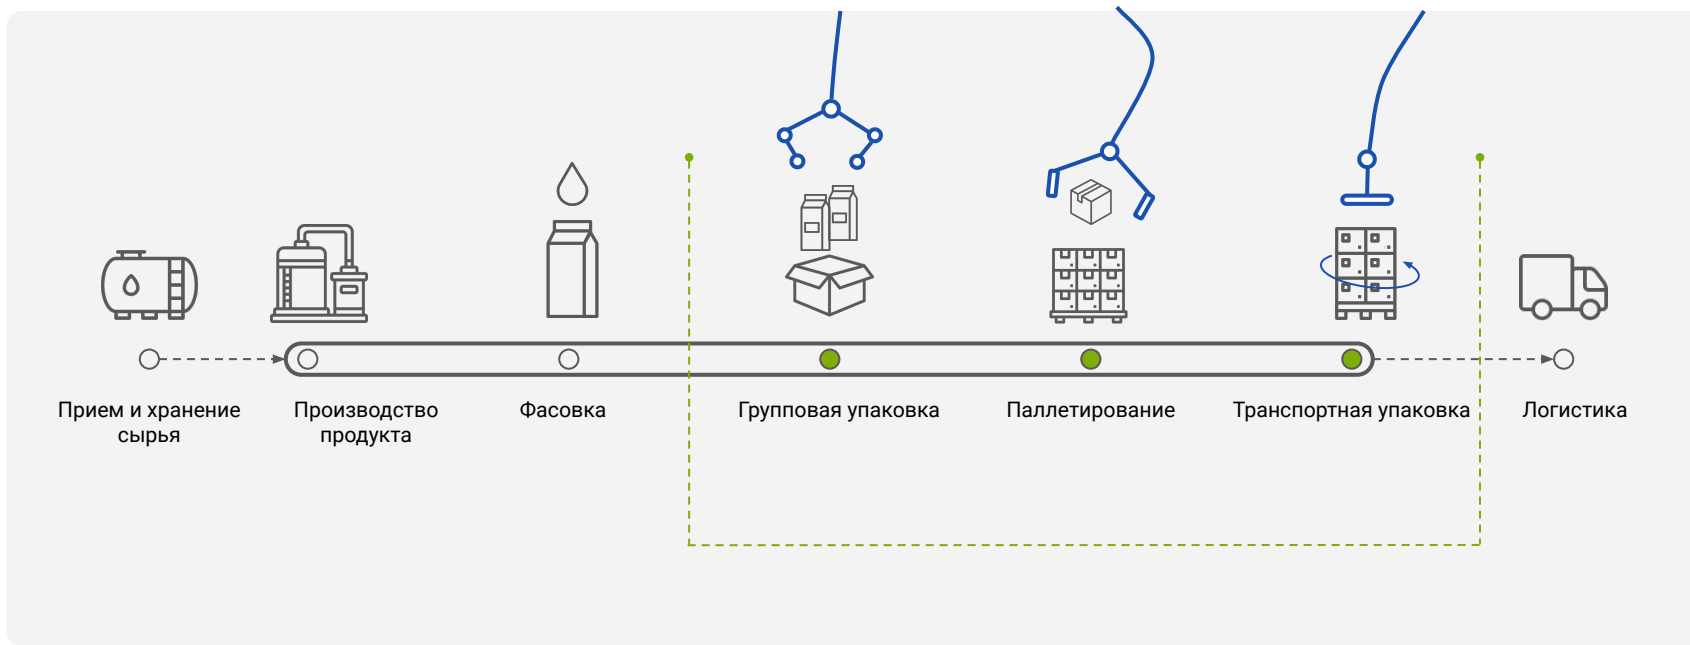 Прием и хранение
сырья
Производство
продукта
Фасовка
Групповая упаковка
Паллетирование
Транспортная упаковка
Логистика